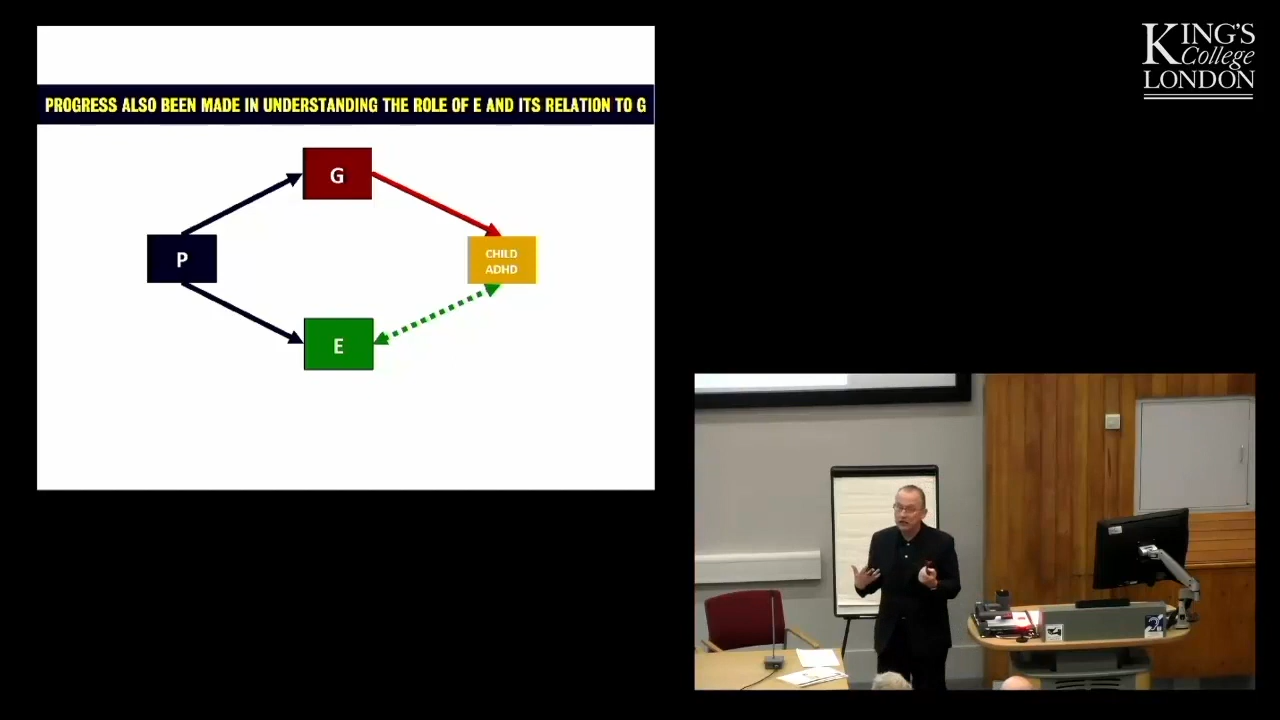 PROGRESS ALSO BEEN MADE IN UNDERSTANDING THE ROLE OF E AND ITS RELATION TO G
G
P
CHILD
ADHD
E
KING'S
College
LONDON